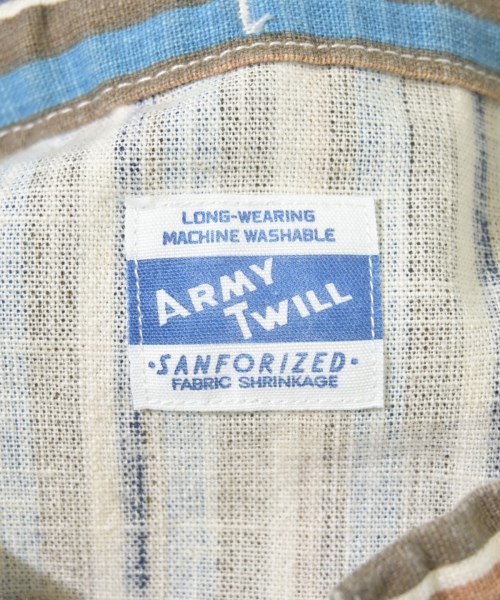 LONG-WEARING
MACHINE WASHABLE
ARMY
TWILL
·SANFORIZED·
FABRIC SHRINKAGE